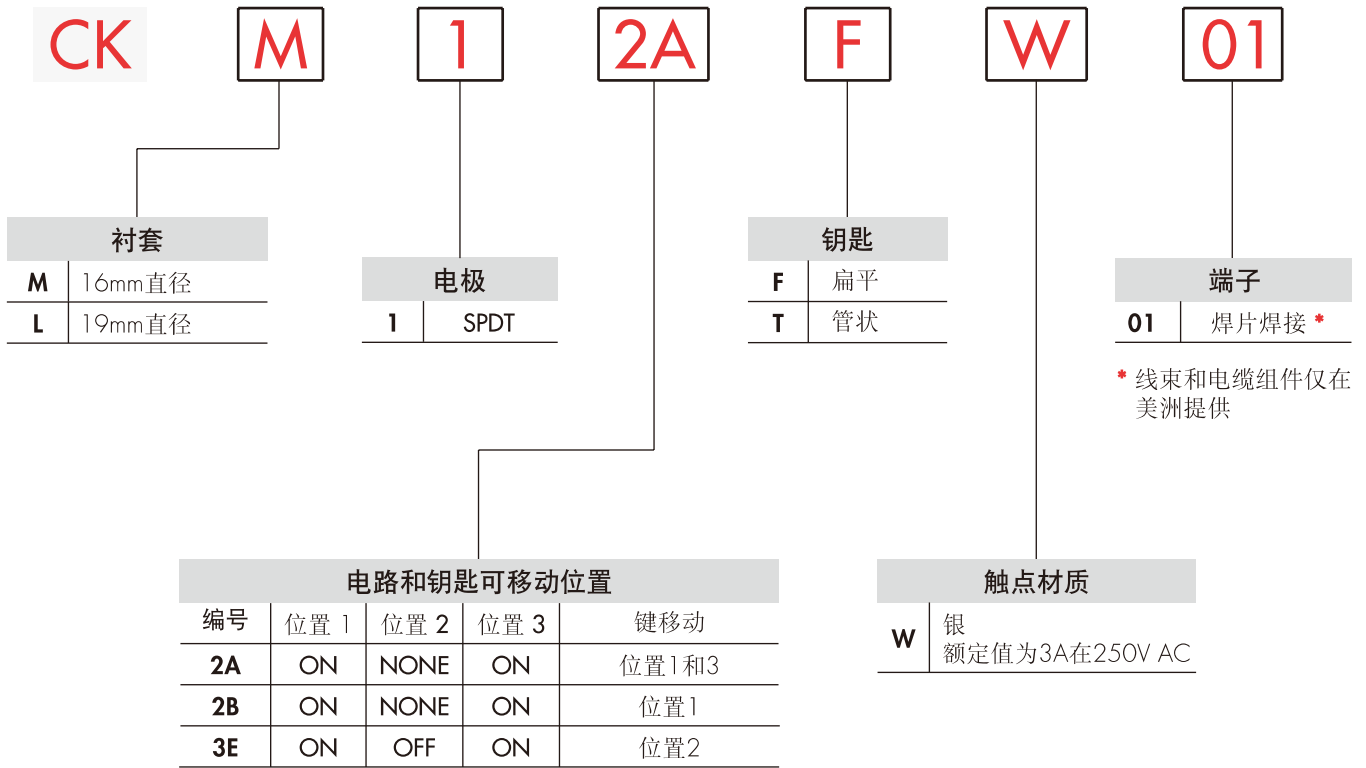 CK M 1 2A F W 01
衬套
M 16mm直径
L 19mm直径
电极
1 SPDT
钥匙
F 扁平
T 管状
端子
01 焊片焊接 *
* 线束和电缆组件仅在
美洲提供
电路和钥匙可移动位置
编号 位置 1 位置 2 位置 3 键移动
2A ON NONE ON 位置1和3
2B ON NONE ON 位置1
3E ON OFF ON 位置2
触点材质
W 银
额定值为3A在250V AC